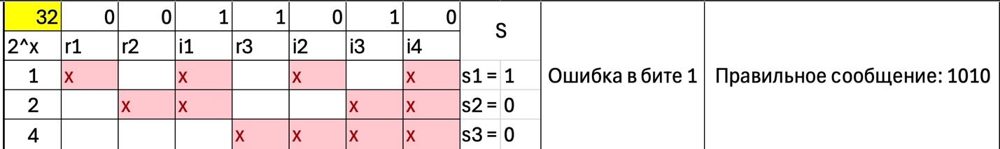 32 0 0 1 1 0 1 0 S
2^x r1 r2 i1 r3 i2 i3 i4
1 x x x x s1 = 1 Ошибка в бите 1 Правильное сообщение: 1010
2 x x x x s2 = 0
4 x x x x s3 = 0